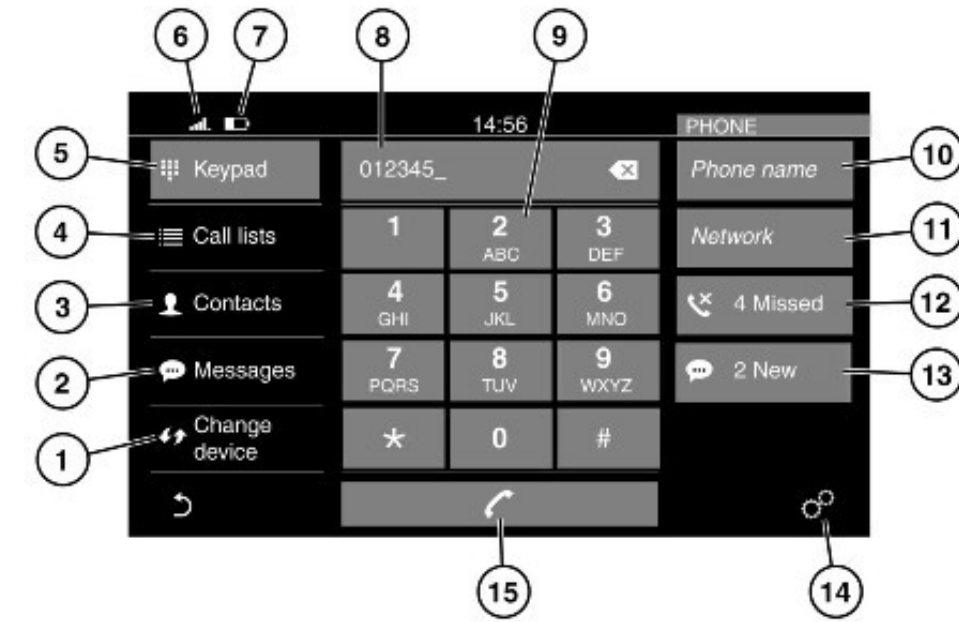 6 7 8 9
14:56 PHONE
5 Keypad 012345_ Phone name 10
4 Call lists 1 2 ABC 3 DEF Network 11
3 Contacts 4 GHI 5 JKL 6 MNO 4 Missed 12
2 Messages 7 PQRS 8 TUV 9 WXYZ 2 New 13
1 Change device * 0 #
15 14